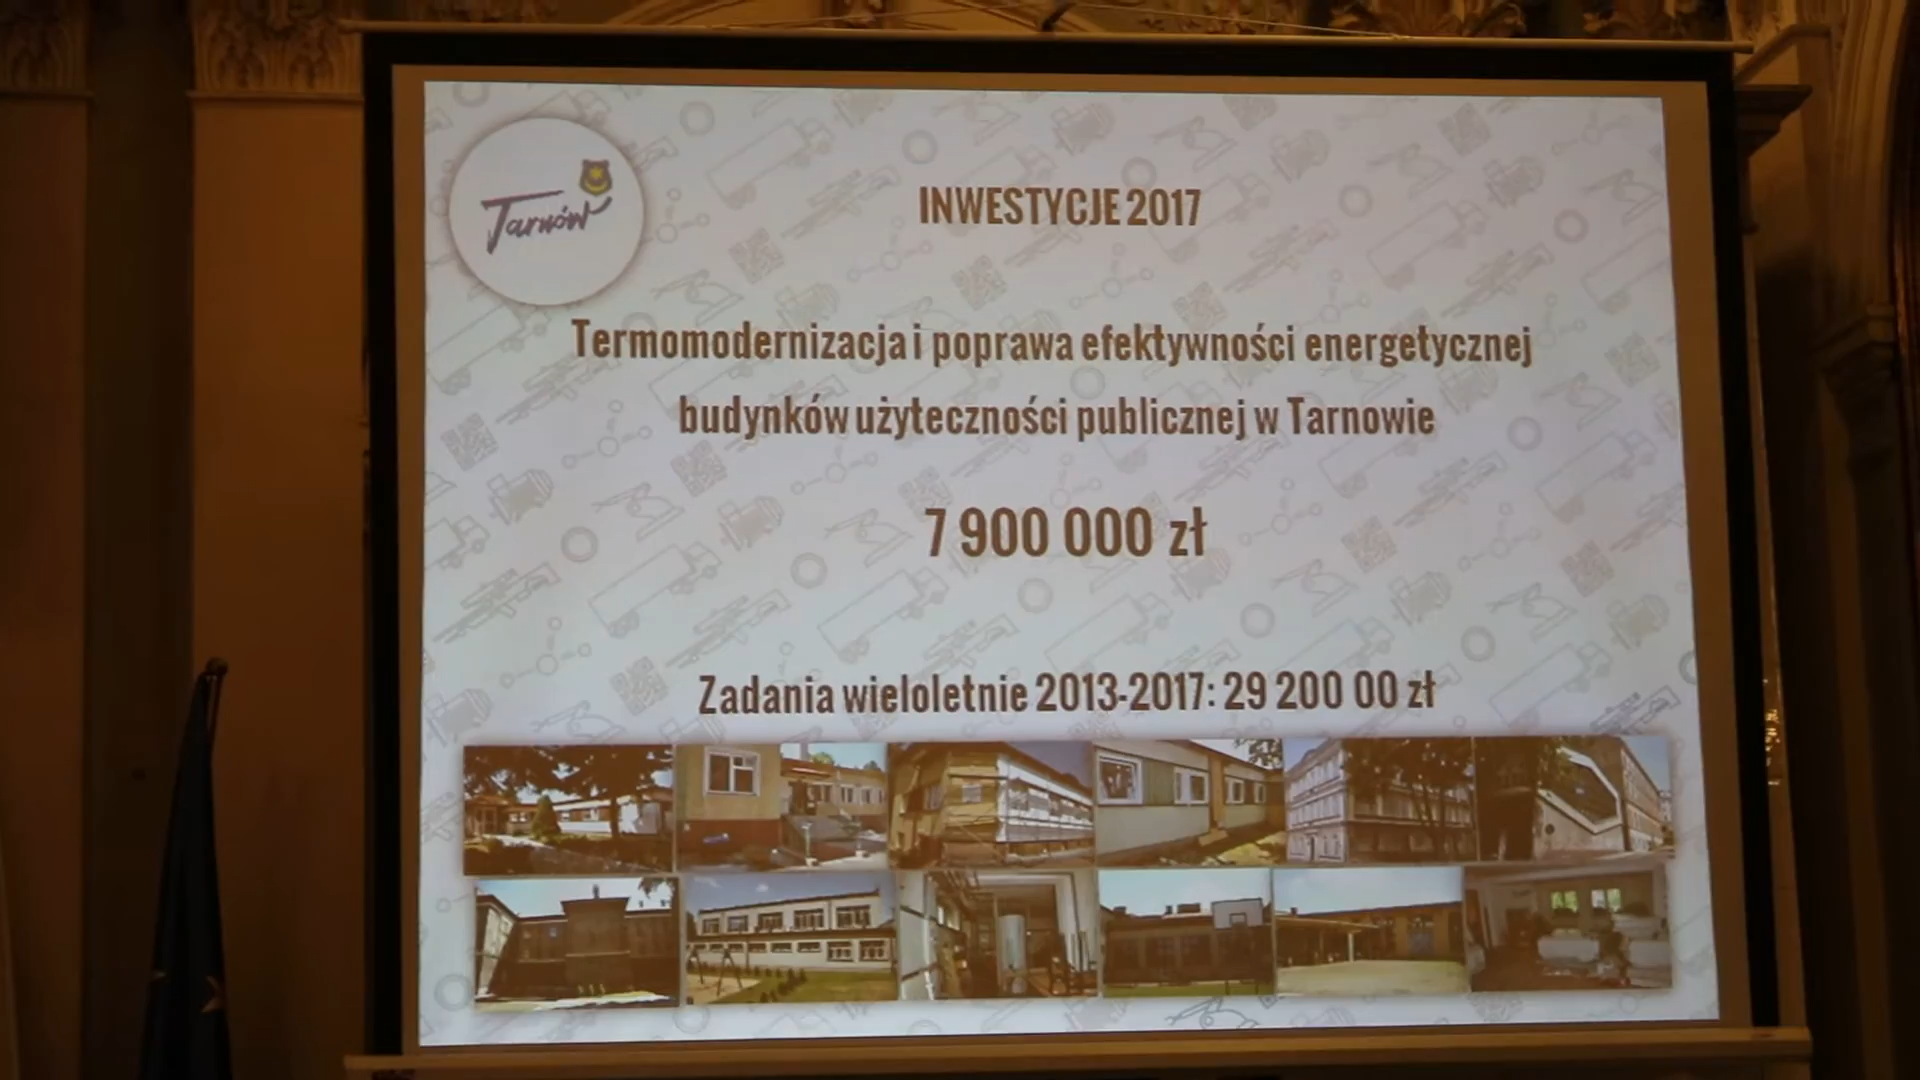 Tarnów
INWESTYCJE 2017
Termomodernizacja i poprawa efektywności energetycznej
budynków użyteczności publicznej w Tarnowie
7 900 000 zł
Zadania wieloletnie 2013-2017: 29 200 00 zł